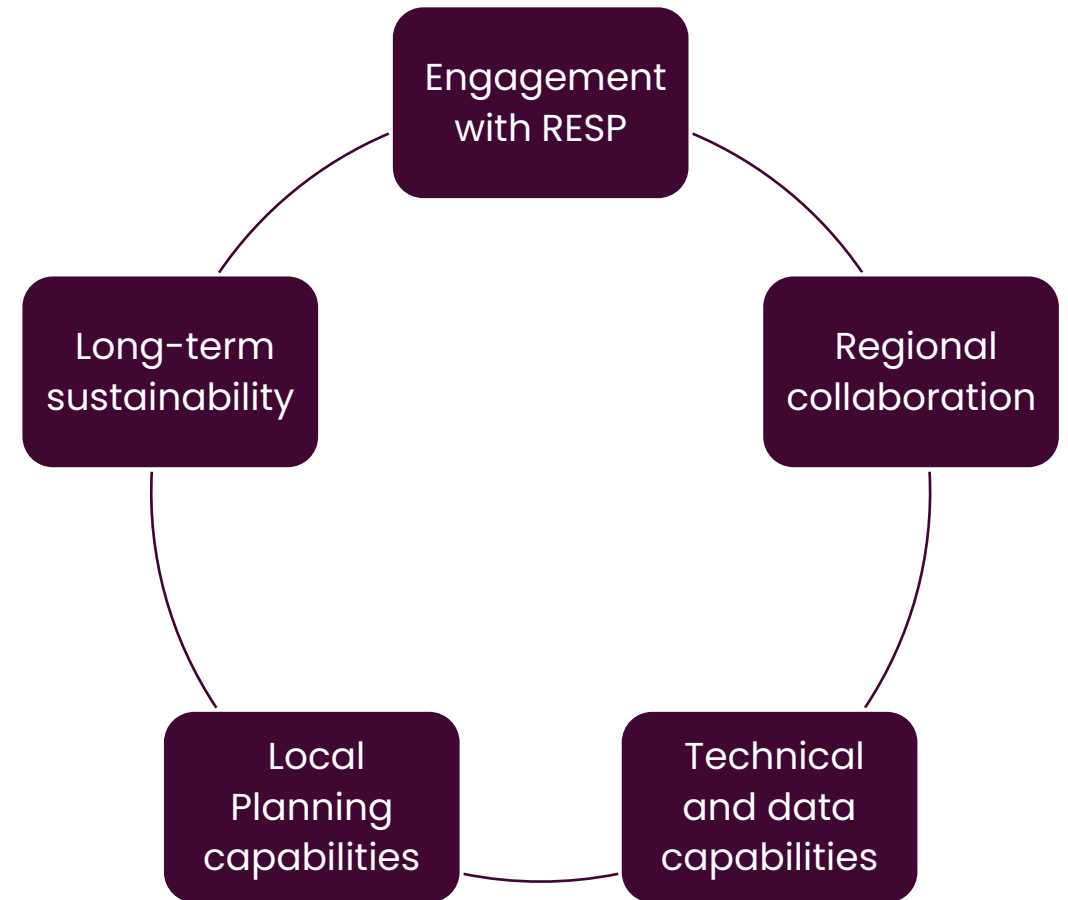 Engagement
with RESP
Regional
collaboration
Technical
and data
capabilities
Local
Planning
capabilities
Long-term
sustainability